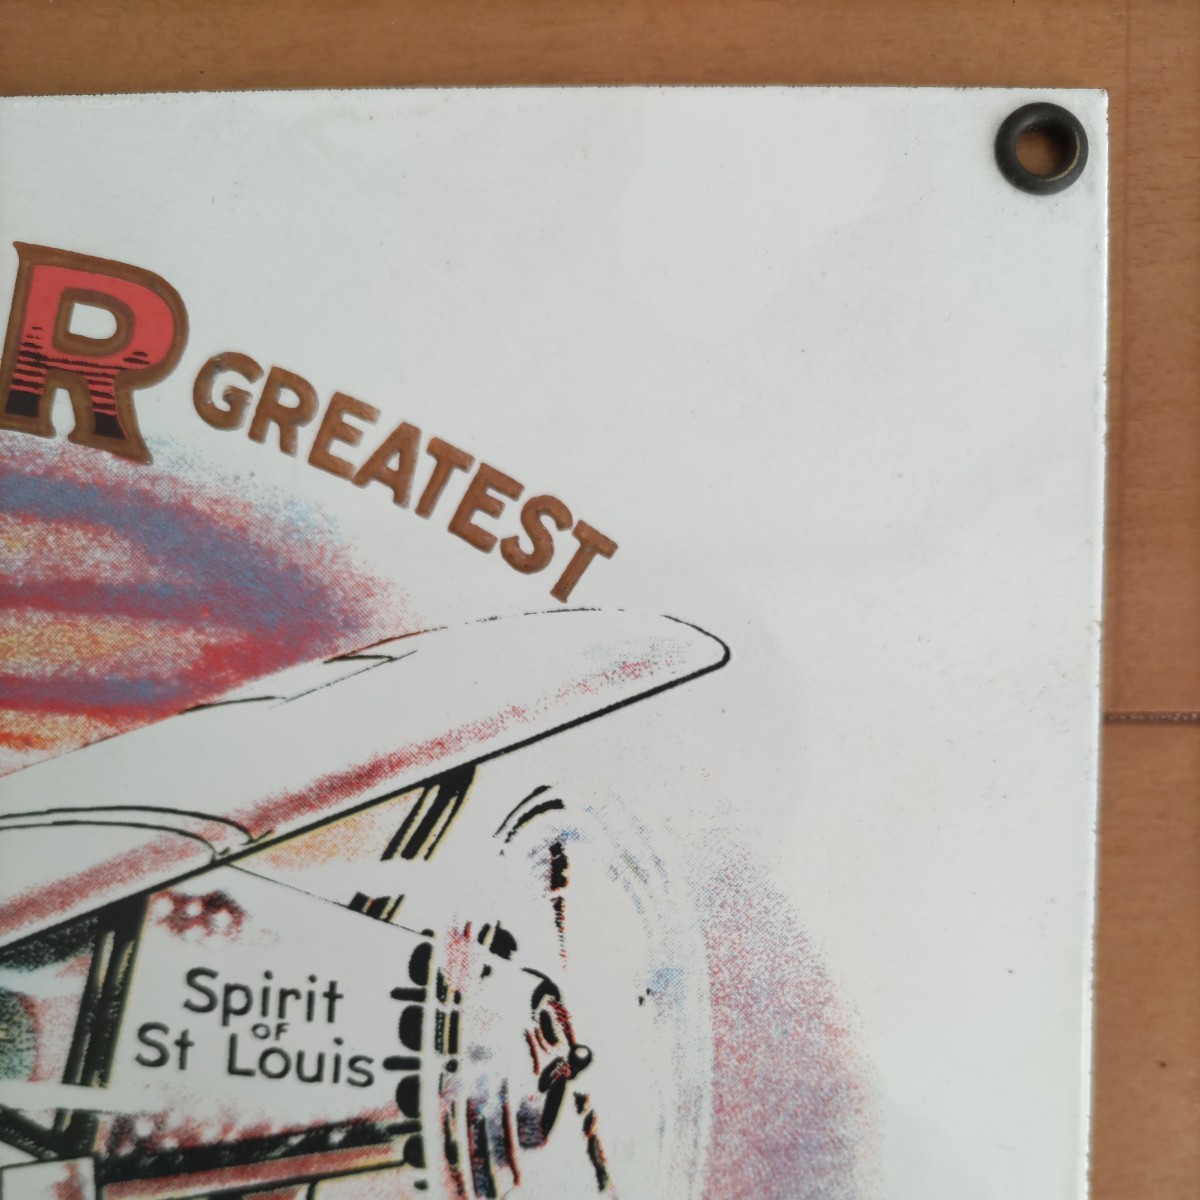 R GREATEST
Spirit
OF
St Louis